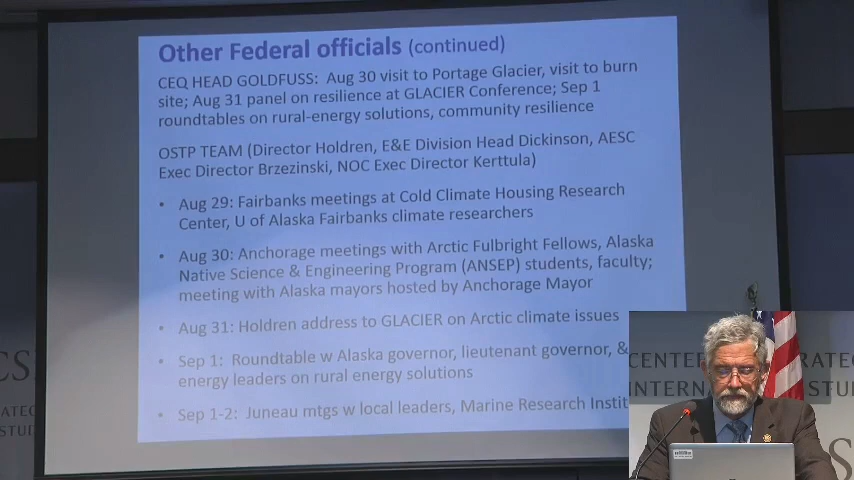 Other Federal officials (continued)
CEQ HEAD GOLDFUSS: Aug 30 visit to Portage Glacier, visit to burn
site; Aug 31 panel on resilience at GLACIER Conference; Sep 1
roundtables on rural-energy solutions, community resilience
OSTP TEAM (Director Holdren, E&E Division Head Dickinson, AESC
Exec Director Brzezinski, NOC Exec Director Kerttula)
• Aug 29: Fairbanks meetings at Cold Climate Housing Research
Center, U of Alaska Fairbanks climate researchers
• Aug 30: Anchorage meetings with Arctic Fulbright Fellows, Alaska
Native Science & Engineering Program (ANSEP) students, faculty;
meeting with Alaska mayors hosted by Anchorage Mayor
• Aug 31: Holdren address to GLACIER on Arctic climate issues
• Sep 1: Roundtable w Alaska governor, lieutenant governor, &
energy leaders on rural energy solutions
• Sep 1-2: Juneau mtgs w local leaders, Marine Research Instit
CENTER
RATE
INTERN
STU